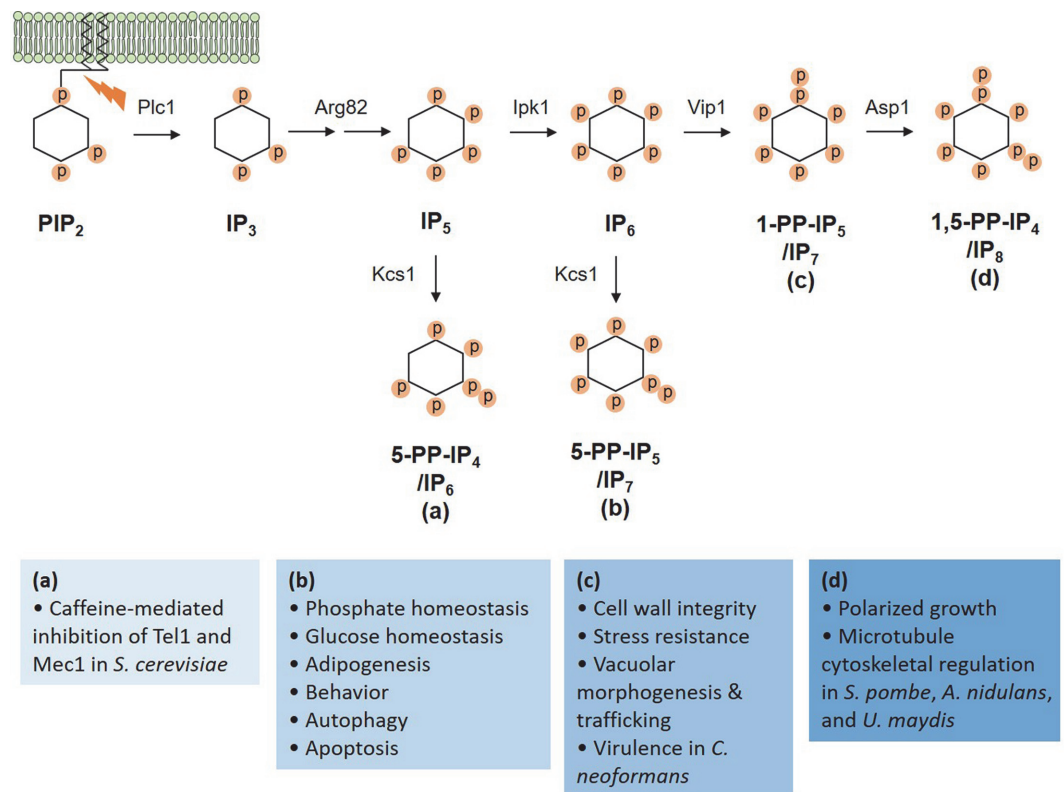 p
Plc1
p
p
p
p
p
Arg82
p
p
p
p
p
Ipk1
p
p
p
p
p
p
Vip1
p
p
p
p
p
p
p
Asp1
p
p
p
p
p
p
p
p
PIP₂
IP₃
IP₅
IP₆
1-PP-IP₅
/IP₇
(c)
1,5-PP-IP₄
/IP₈
(d)
Kcs1
Kcs1
p
p
p
p
p
p
p
p
p
p
p
p
p
5-PP-IP₄
/IP₆
(a)
5-PP-IP₅
/IP₇
(b)
(a)
• Caffeine-mediated
inhibition of Tel1 and
Mec1 in S. cerevisiae
(b)
• Phosphate homeostasis
• Glucose homeostasis
• Adipogenesis
• Behavior
• Autophagy
• Apoptosis
(c)
• Cell wall integrity
• Stress resistance
• Vacuolar
morphogenesis &
trafficking
• Virulence in C.
neoformans
(d)
• Polarized growth
• Microtubule
cytoskeletal regulation
in S. pombe, A. nidulans,
and U. maydis